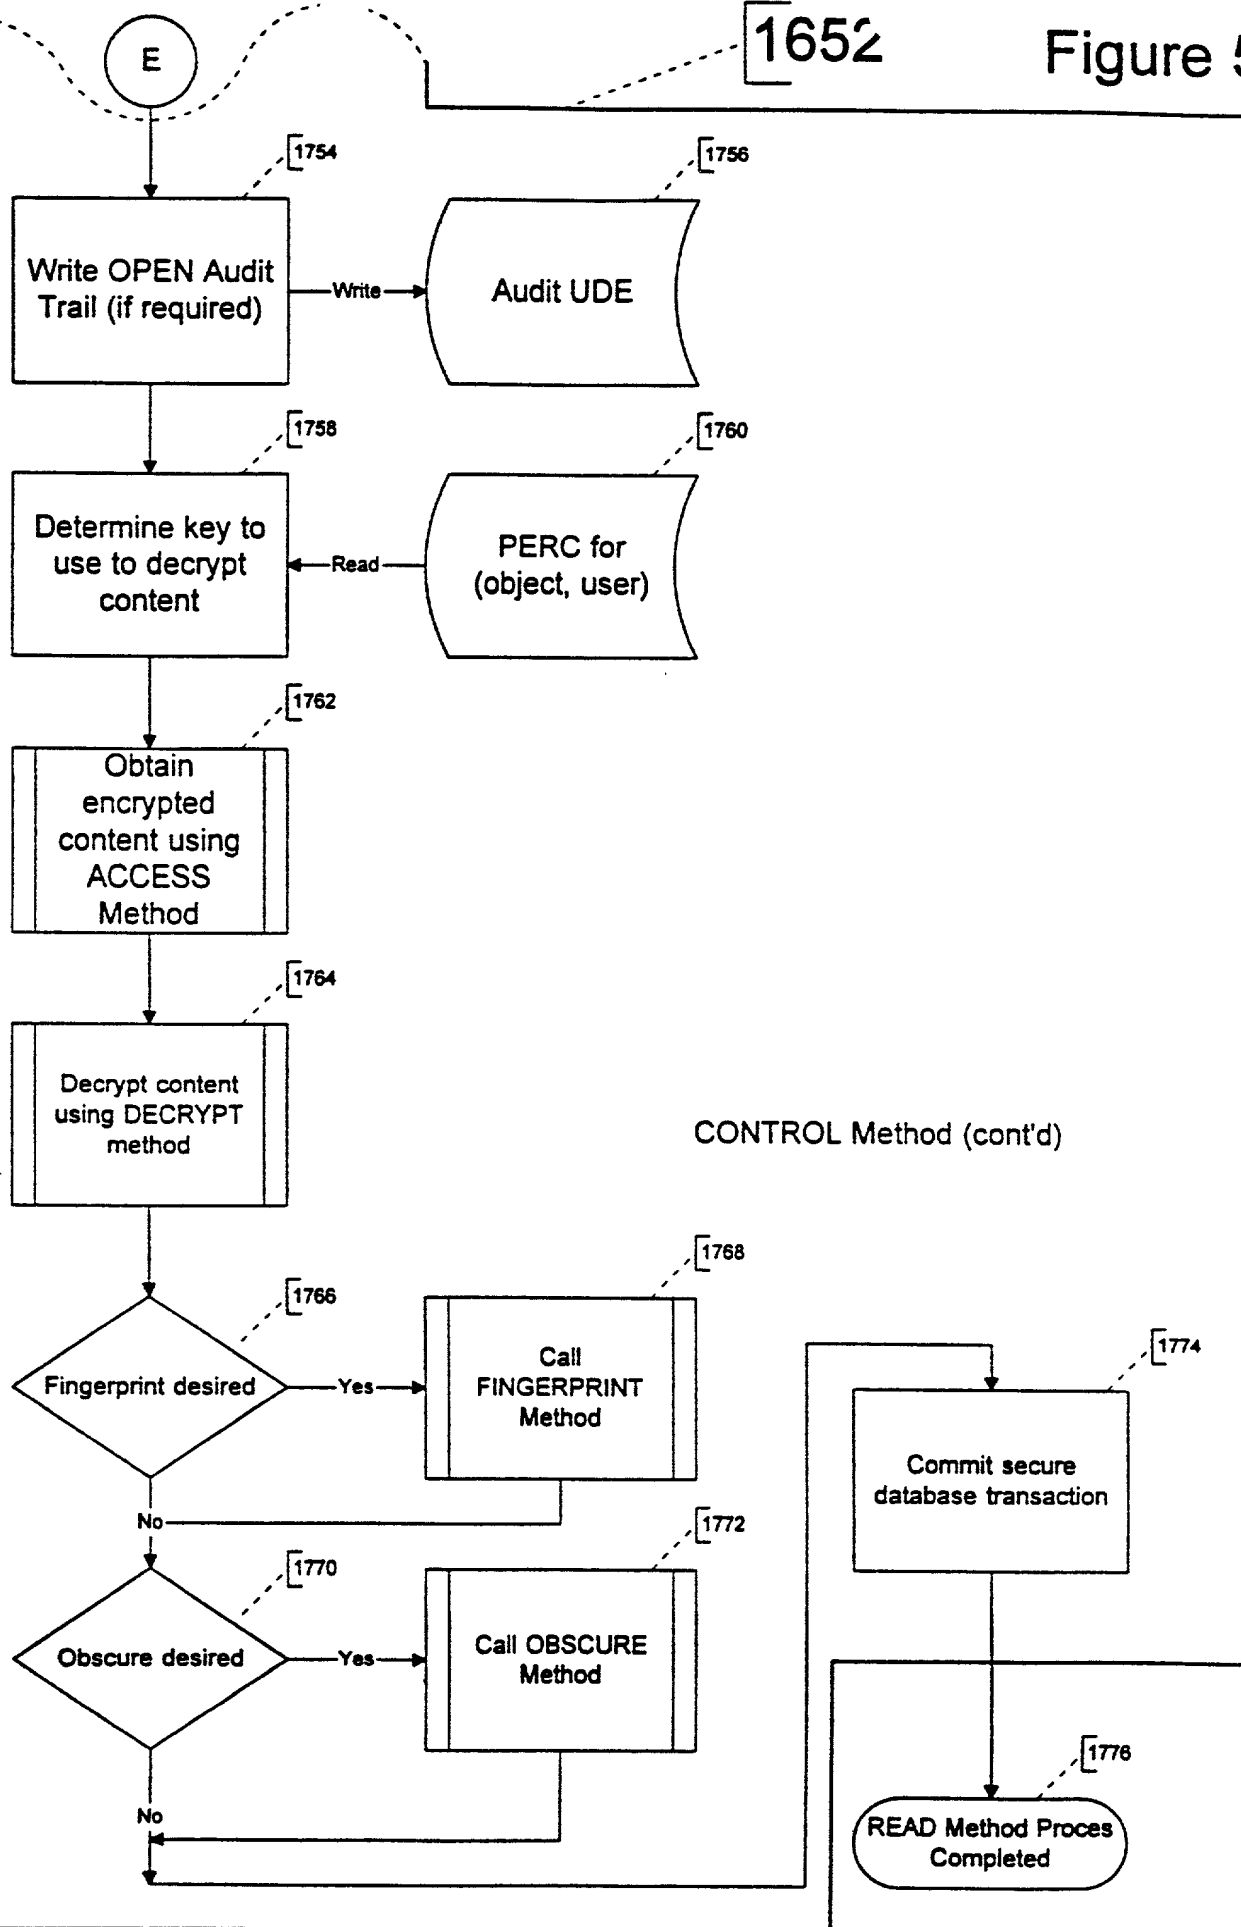 E
1652
Figure 5
1754
1756
Write OPEN Audit
Trail (if required)
Write
Audit UDE
1758
1760
Determine key to
use to decrypt
content
Read
PERC for
(object, user)
1762
Obtain
encrypted
content using
ACCESS
Method
1764
Decrypt content
using DECRYPT
method
CONTROL Method (cont'd)
1766
1768
Fingerprint desired
Yes
Call
FINGERPRINT
Method
1774
Commit secure
database transaction
No
1770
1772
Obscure desired
Yes
Call OBSCURE
Method
No
1776
READ Method Proces
Completed